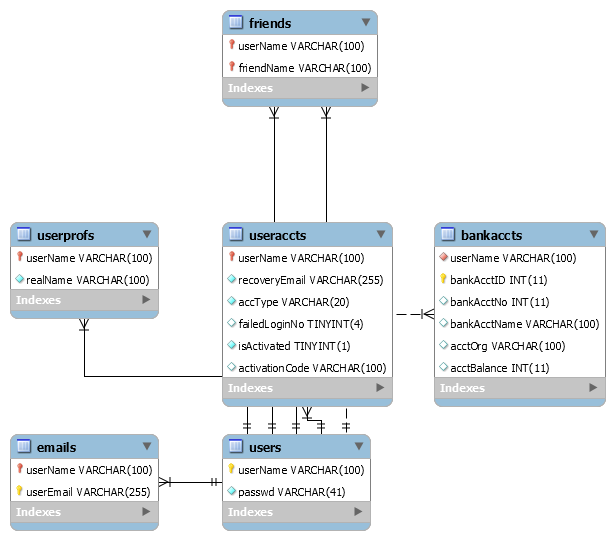 friends
userName VARCHAR(100)
friendName VARCHAR(100)
Indexes
userprofs
userName VARCHAR(100)
realName VARCHAR(100)
Indexes
useraccts
userName VARCHAR(100)
recoveryEmail VARCHAR(255)
accType VARCHAR(20)
failedLoginNo TINYINT(4)
isActivated TINYINT(1)
activationCode VARCHAR(100)
Indexes
bankaccts
userName VARCHAR(100)
bankAcctID INT(11)
bankAcctNo INT(11)
bankAcctName VARCHAR(100)
acctOrg VARCHAR(100)
acctBalance INT(11)
Indexes
emails
userName VARCHAR(100)
userEmail VARCHAR(255)
Indexes
users
userName VARCHAR(100)
passwd VARCHAR(41)
Indexes